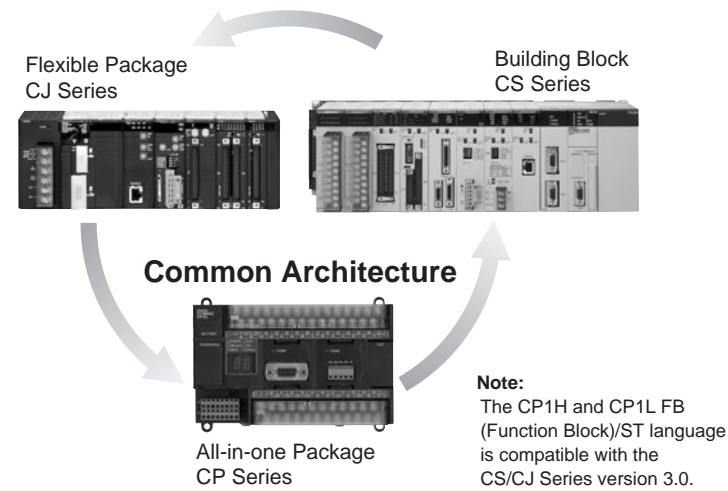 Flexible Package
CJ Series
Building Block
CS Series
Common Architecture
All-in-one Package
CP Series
Note:
The CP1H and CP1L FB
(Function Block)/ST language
is compatible with the
CS/CJ Series version 3.0.